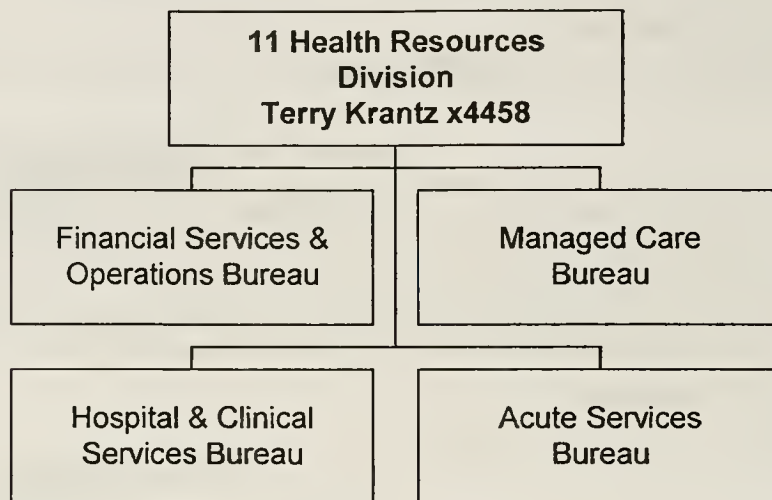 11 Health Resources
Division
Terry Krantz x4458
Financial Services &
Operations Bureau
Managed Care
Bureau
Hospital & Clinical
Services Bureau
Acute Services
Bureau